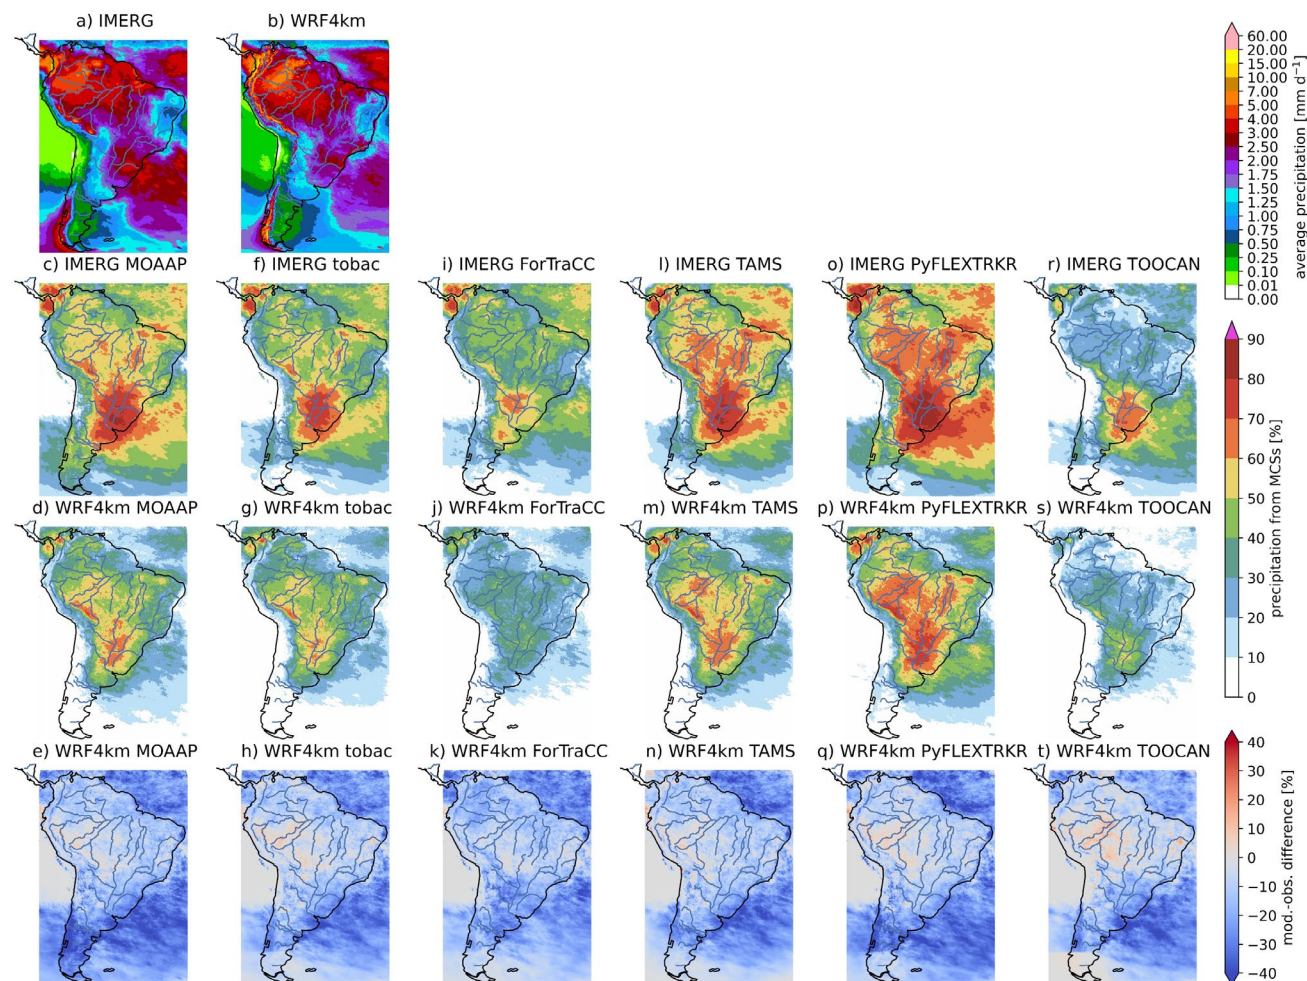 a) IMERG
b) WRF4km
60.00
20.00
15.00
10.00
7.00
5.00
4.00
3.00
2.50
2.00
1.75
1.50
1.25
1.00
0.75
0.50
0.25
0.10
0.01
0.00
average precipitation [mm d⁻¹]
c) IMERG MOAAP
f) IMERG tobac
i) IMERG ForTraCC
l) IMERG TAMS
o) IMERG PyFLEXTRKR
r) IMERG TOOCAN
d) WRF4km MOAAP
g) WRF4km tobac
j) WRF4km ForTraCC
m) WRF4km TAMS
p) WRF4km PyFLEXTRKR
s) WRF4km TOOCAN
90
80
70
60
50
40
30
20
10
0
precipitation from MCSs [%]
e) WRF4km MOAAP
h) WRF4km tobac
k) WRF4km ForTraCC
n) WRF4km TAMS
q) WRF4km PyFLEXTRKR
t) WRF4km TOOCAN
40
30
20
10
0
−10
−20
−30
−40
mod.-obs. difference [%]